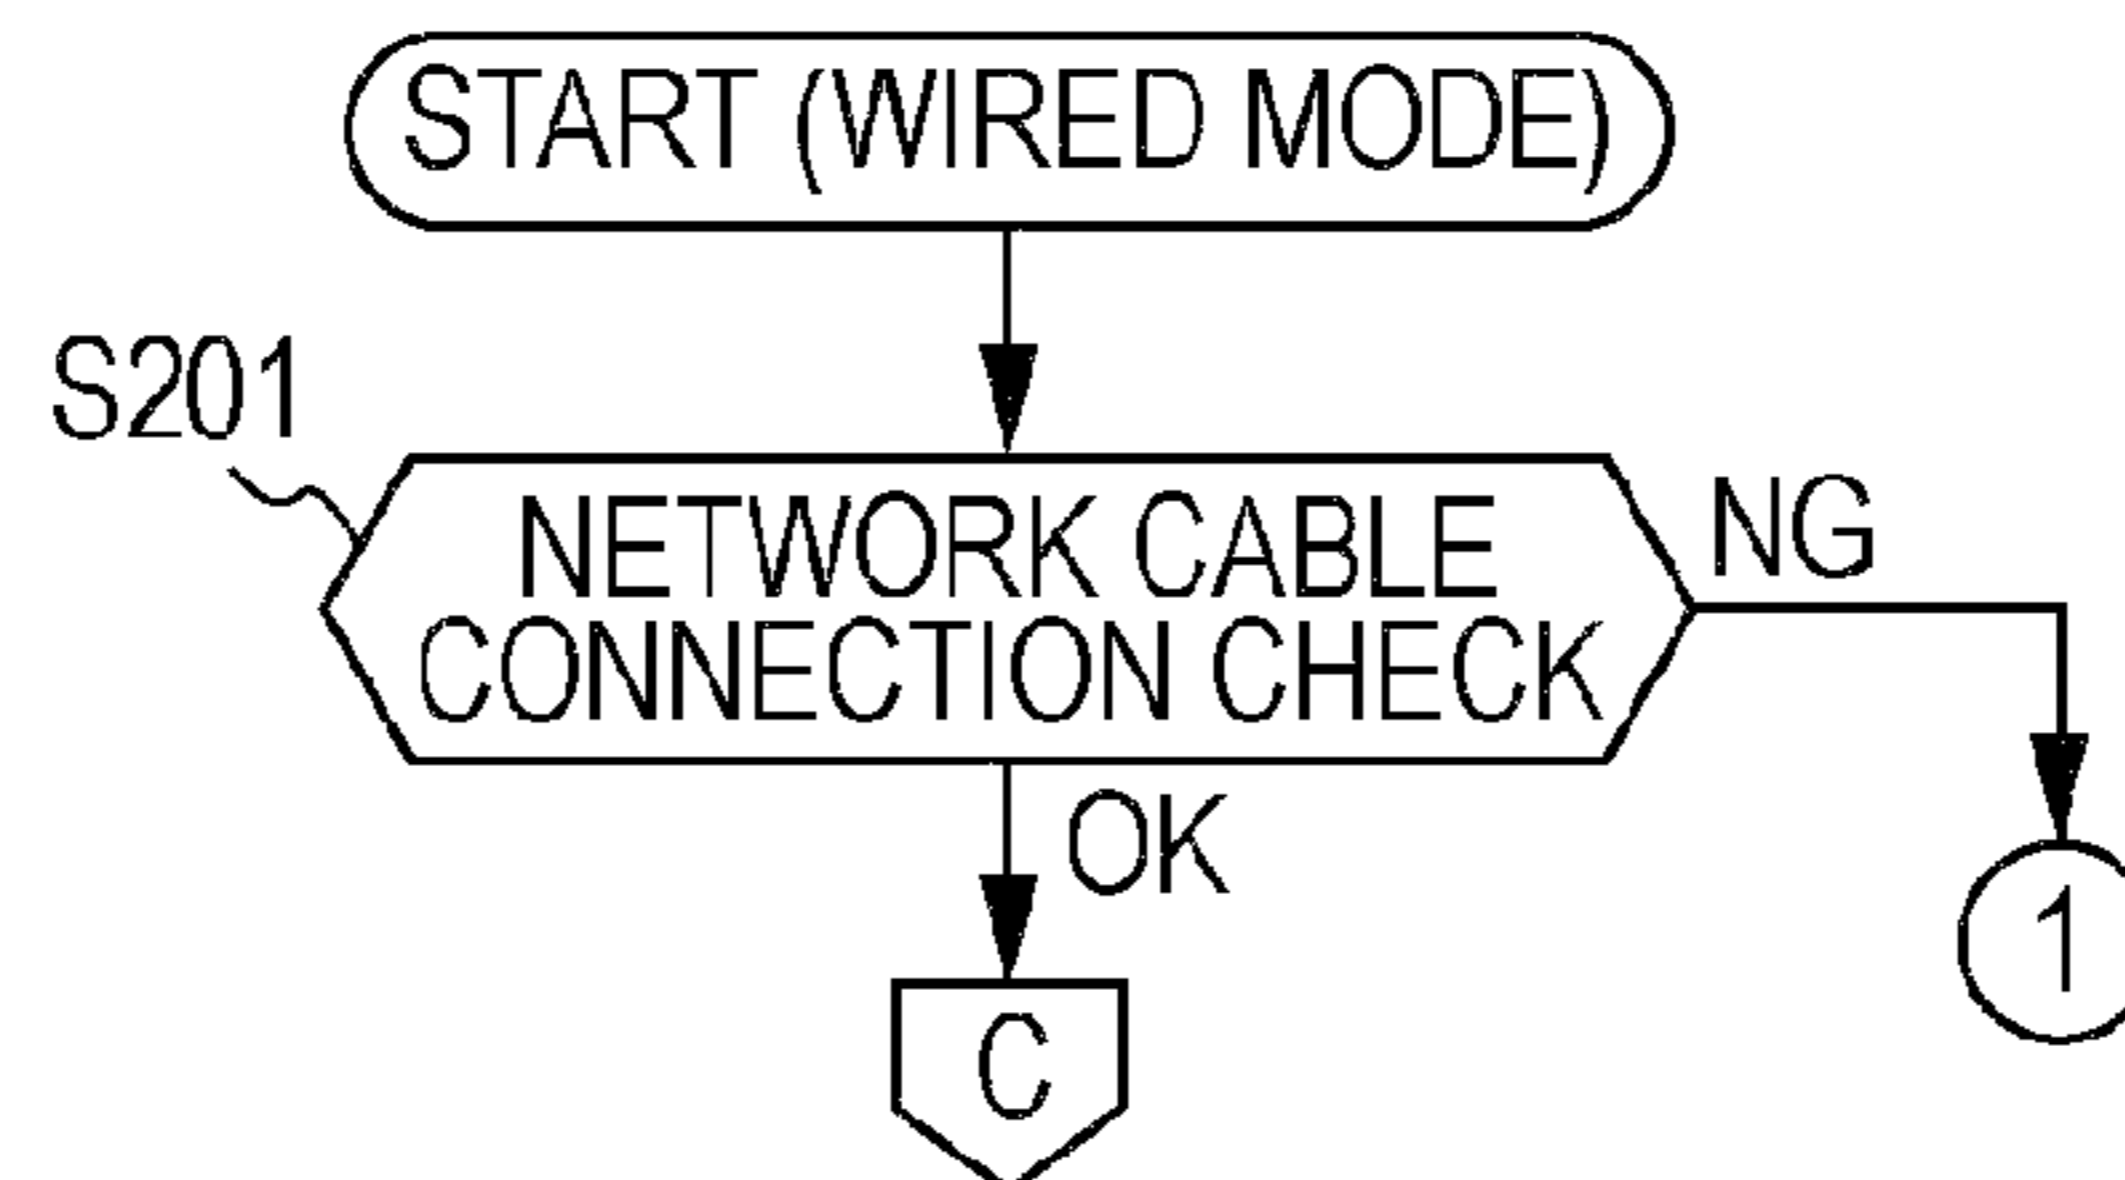 START (WIRED MODE)
S201
NETWORK CABLE
CONNECTION CHECK
NG
OK
1
C